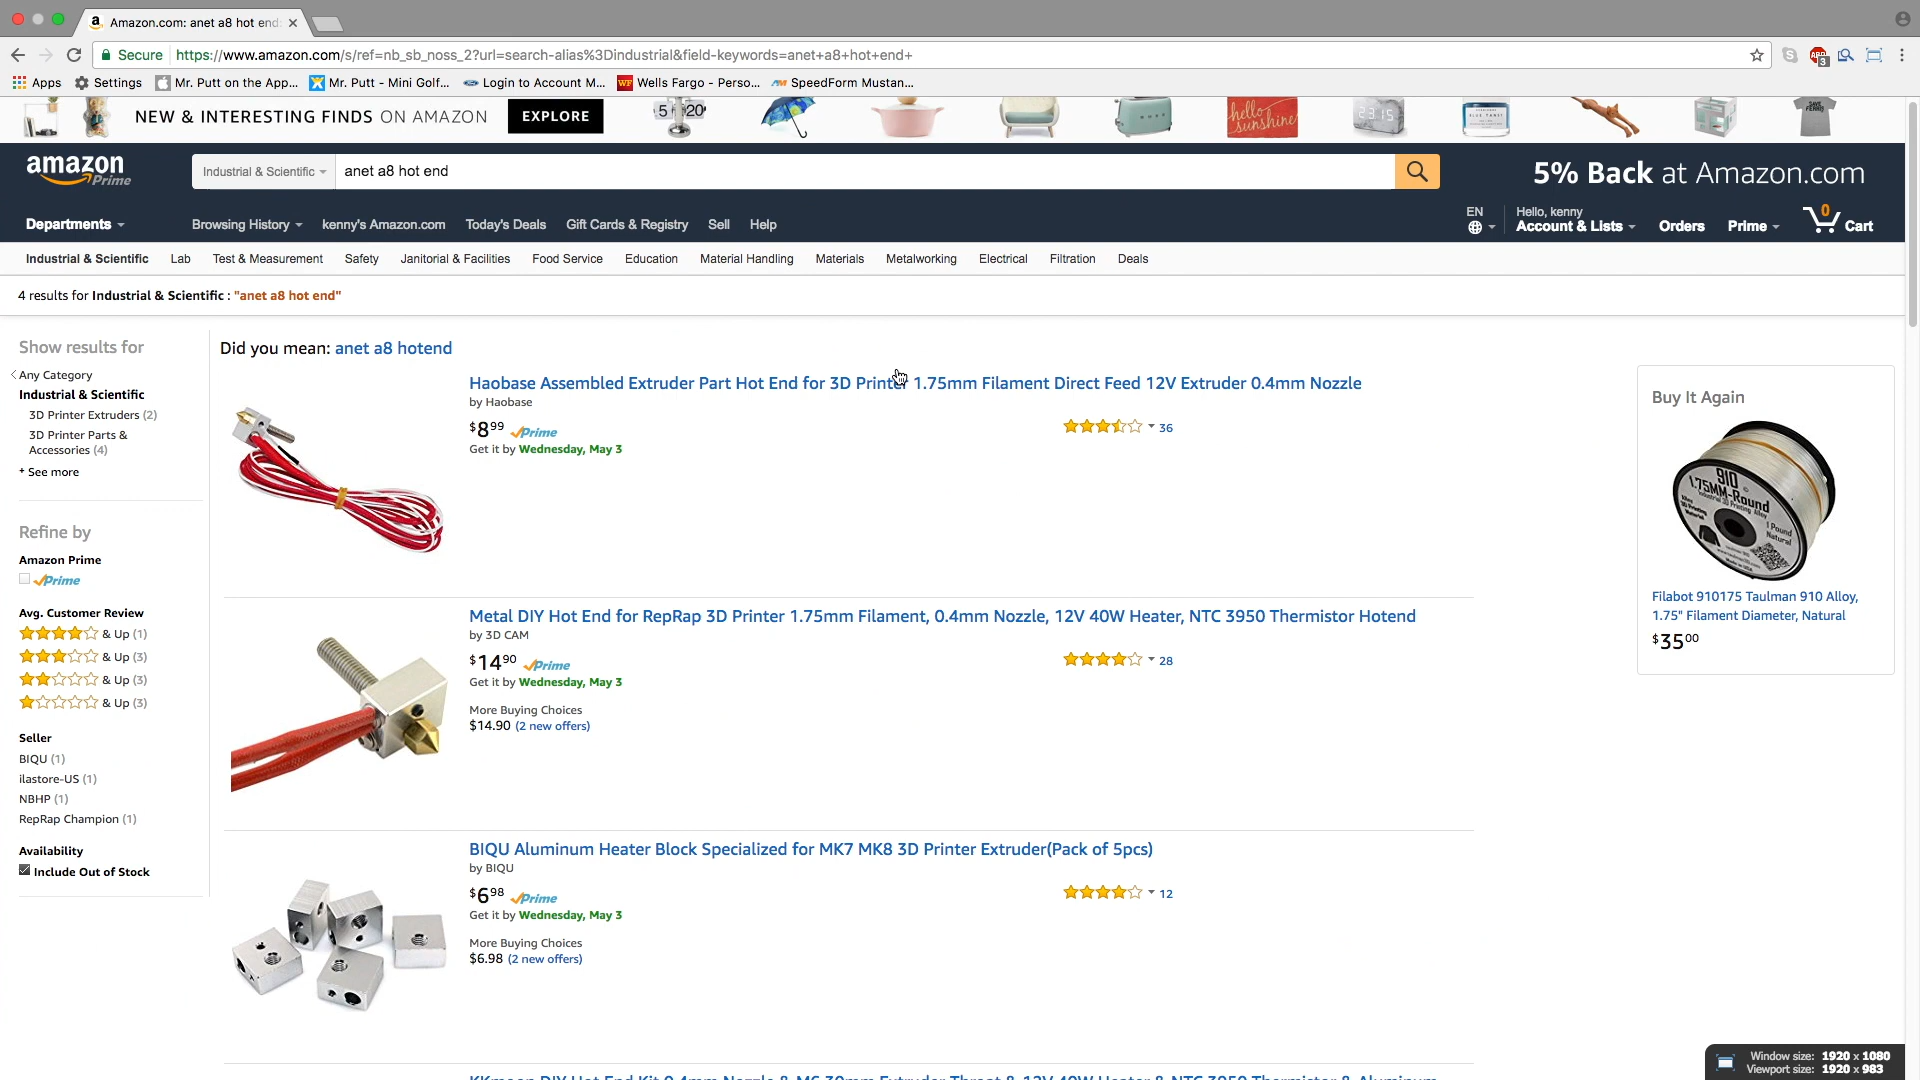 Amazon.com: anet a8 hot end:
Secure https://www.amazon.com/s/ref=nb_sb_noss_2?url=search-alias%3Dindustrial&field-keywords=anet+a8+hot+end+
Apps Settings Mr. Putt on the App... Mr. Putt - Mini Golf... Login to Account M... Wells Fargo - Perso... SpeedForm Mustan...
NEW & INTERESTING FINDS ON AMAZON EXPLORE
hello sunshine
amazon Prime
Industrial & Scientific anet a8 hot end
5% Back at Amazon.com
Departments Browsing History kenny's Amazon.com Today's Deals Gift Cards & Registry Sell Help
EN Hello, kenny
Account & Lists Orders Prime 0 Cart
Industrial & Scientific Lab Test & Measurement Safety Janitorial & Facilities Food Service Education Material Handling Materials Metalworking Electrical Filtration Deals
4 results for Industrial & Scientific : "anet a8 hot end"
Show results for
Any Category
Industrial & Scientific
3D Printer Extruders (2)
3D Printer Parts &
Accessories (4)
+ See more
Refine by
Amazon Prime
Prime
Avg. Customer Review
& Up (1)
& Up (3)
& Up (3)
& Up (3)
Seller
BIQU (1)
ilastore-US (1)
NBHP (1)
RepRap Champion (1)
Availability
Include Out of Stock
Did you mean: anet a8 hotend
Haobase Assembled Extruder Part Hot End for 3D Printer 1.75mm Filament Direct Feed 12V Extruder 0.4mm Nozzle
by Haobase
$8 99 Prime
36
Get it by Wednesday, May 3
Metal DIY Hot End for RepRap 3D Printer 1.75mm Filament, 0.4mm Nozzle, 12V 40W Heater, NTC 3950 Thermistor Hotend
by 3D CAM
$14 90 Prime
28
Get it by Wednesday, May 3
More Buying Choices
$14.90 (2 new offers)
BIQU Aluminum Heater Block Specialized for MK7 MK8 3D Printer Extruder(Pack of 5pcs)
by BIQU
$6 98 Prime
12
Get it by Wednesday, May 3
More Buying Choices
$6.98 (2 new offers)
Buy It Again
910
1.75MM-Round
Filabot 910175 Taulman 910 Alloy,
1.75" Filament Diameter, Natural
$35 00
Window size: 1920 x 1080
Viewport size: 1920 x 983